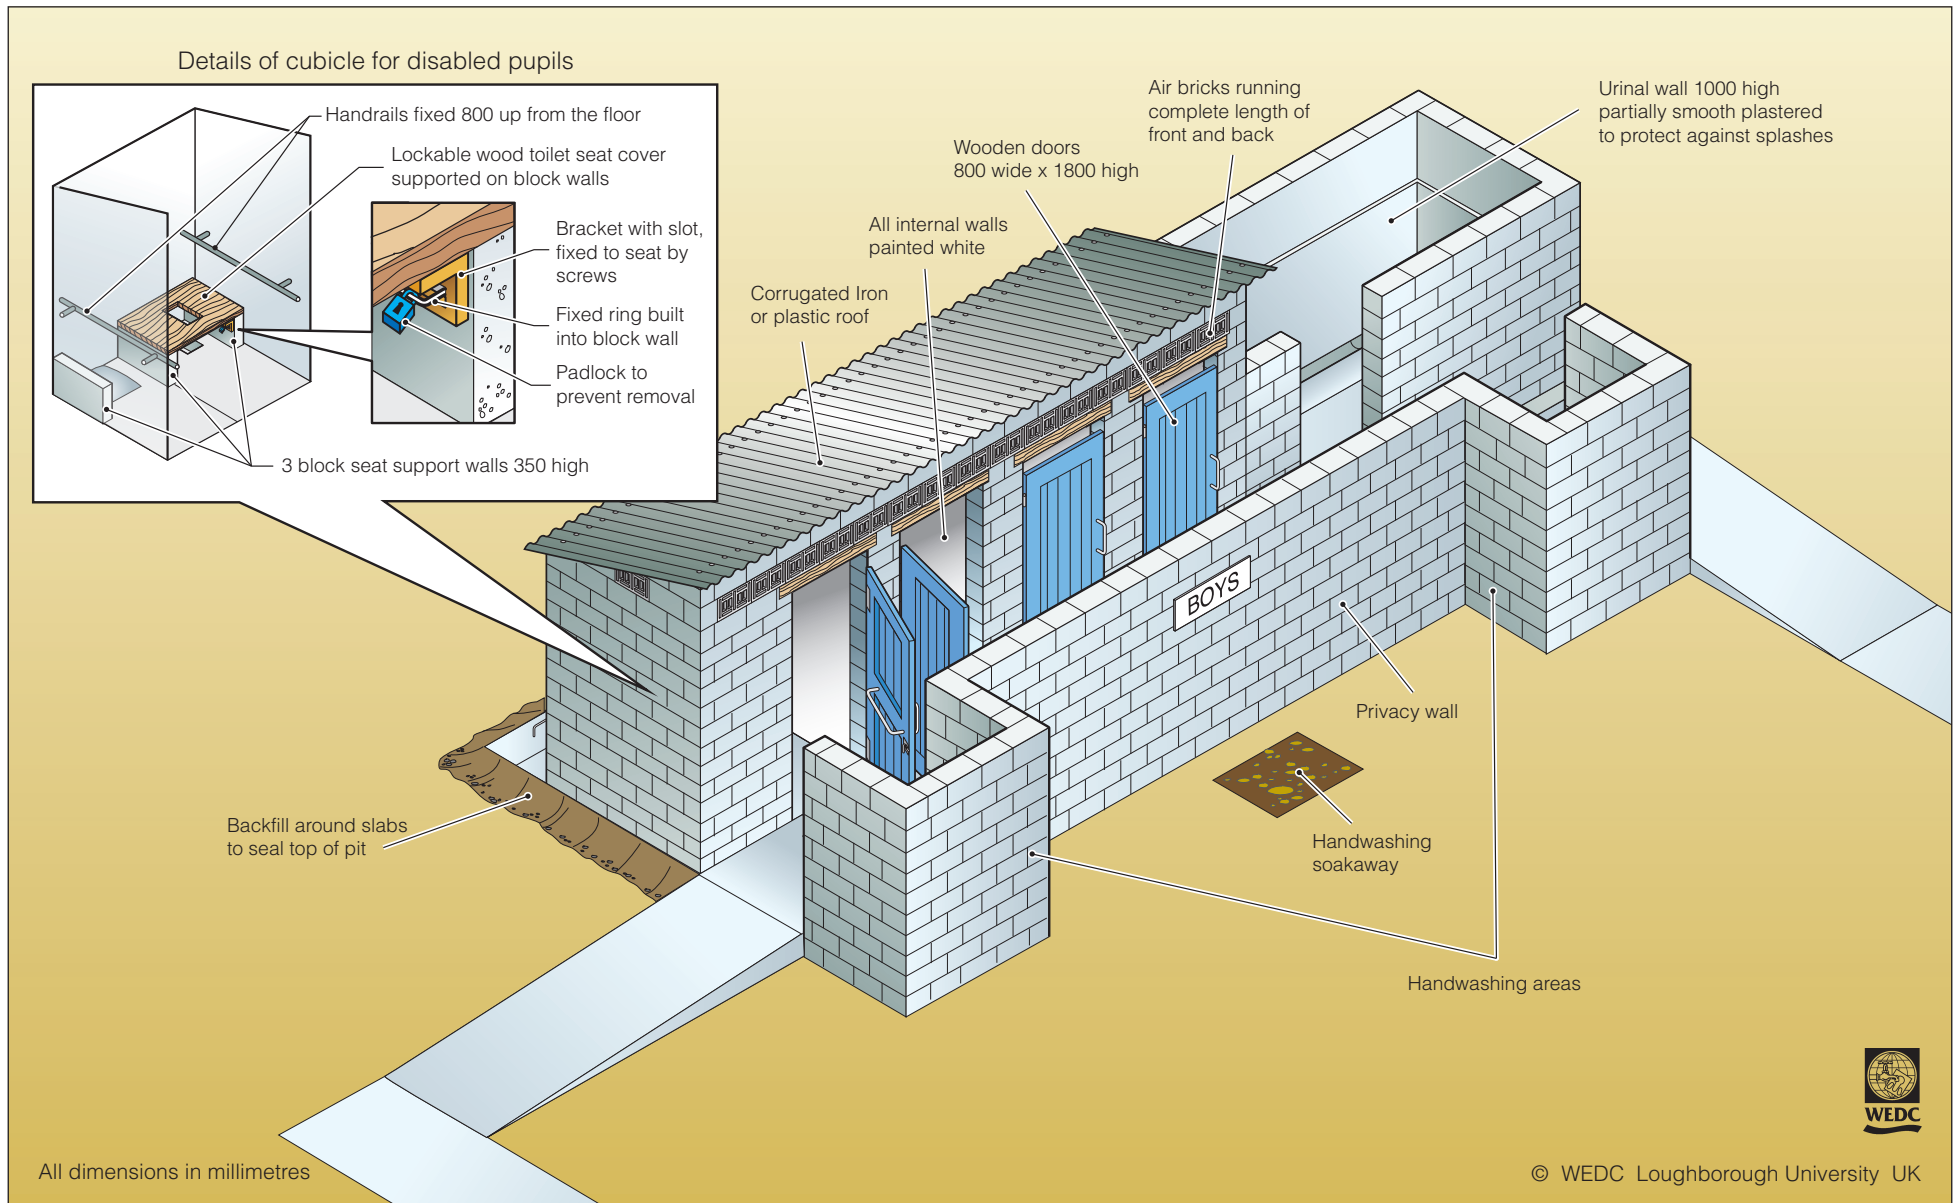 Details of cubicle for disabled pupils
Handrails fixed 800 up from the floor
Lockable wood toilet seat cover
supported on block walls
Bracket with slot,
fixed to seat by
screws
Fixed ring built
into block wall
Padlock to
prevent removal
3 block seat support walls 350 high
Corrugated Iron
or plastic roof
All internal walls
painted white
Wooden doors
800 wide x 1800 high
Air bricks running
complete length of
front and back
Urinal wall 1000 high
partially smooth plastered
to protect against splashes
BOYS
Privacy wall
Handwashing
soakaway
Handwashing areas
Backfill around slabs
to seal top of pit
WEDC
All dimensions in millimetres
© WEDC Loughborough University UK